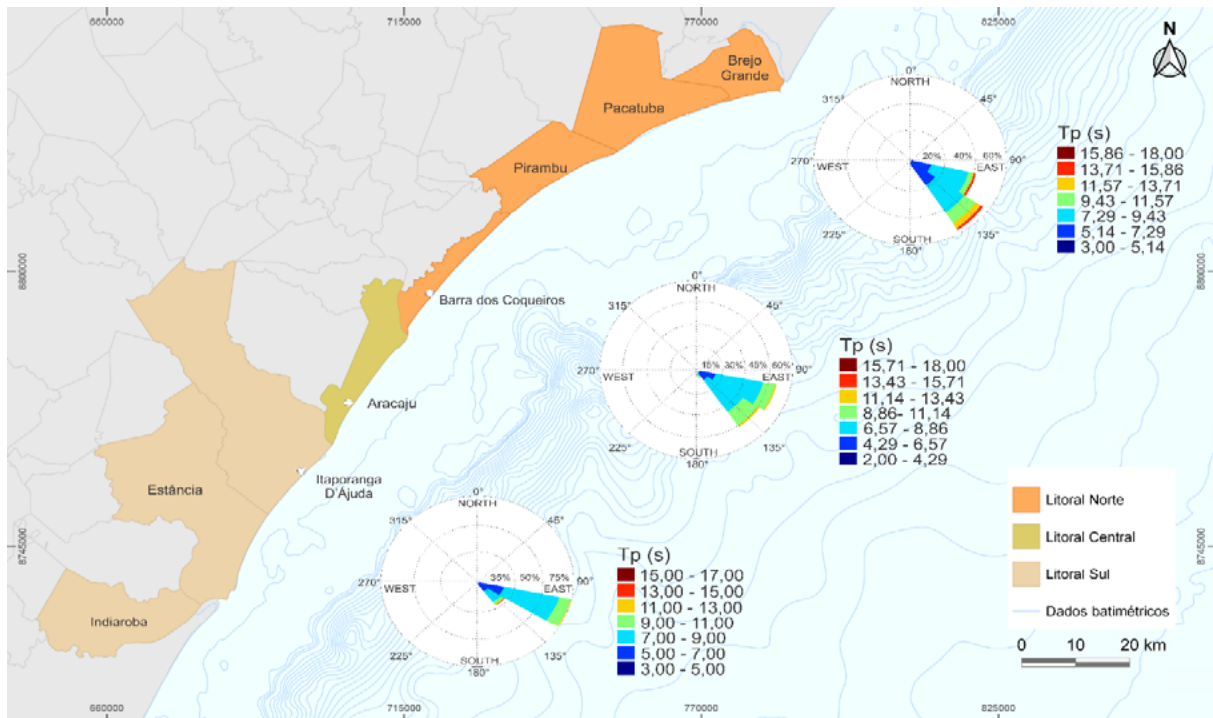 660000
715000
770000
825000
N
Brejo
Grande
Pacatuba
Pirambu
0°
NORTH
315°
45°
20% 40% 60%
270°
WEST
90°
EAST
225°
SOUTH
135°
180°
Tp (s)
15,86 - 18,00
13,71 - 15,86
11,57 - 13,71
9,43 - 11,57
7,29 - 9,43
5,14 - 7,29
3,00 - 5,14
8800000
8800000
Barra dos Coqueiros
0°
NORTH
315°
45°
15% 30% 45% 60%
270°
WEST
90°
EAST
225°
SOUTH
135°
180°
Tp (s)
15,71 - 18,00
13,43 - 15,71
11,14 - 13,43
8,86- 11,14
6,57 - 8,86
4,29 - 6,57
2,00 - 4,29
Aracaju
Itaporanga
D'Ájuda
Estância
Indiaroba
0°
NORTH
315°
45°
35% 50% 75%
270°
WEST
90°
EAST
225°
SOUTH
135°
180°
Tp (s)
15,00 - 17,00
13,00 - 15,00
11,00 - 13,00
9,00 - 11,00
7,00 - 9,00
5,00 - 7,00
3,00 - 5,00
Litoral Norte
Litoral Central
Litoral Sul
Dados batimétricos
0 10 20 km
8745000
8745000
660000
715000
770000
825000